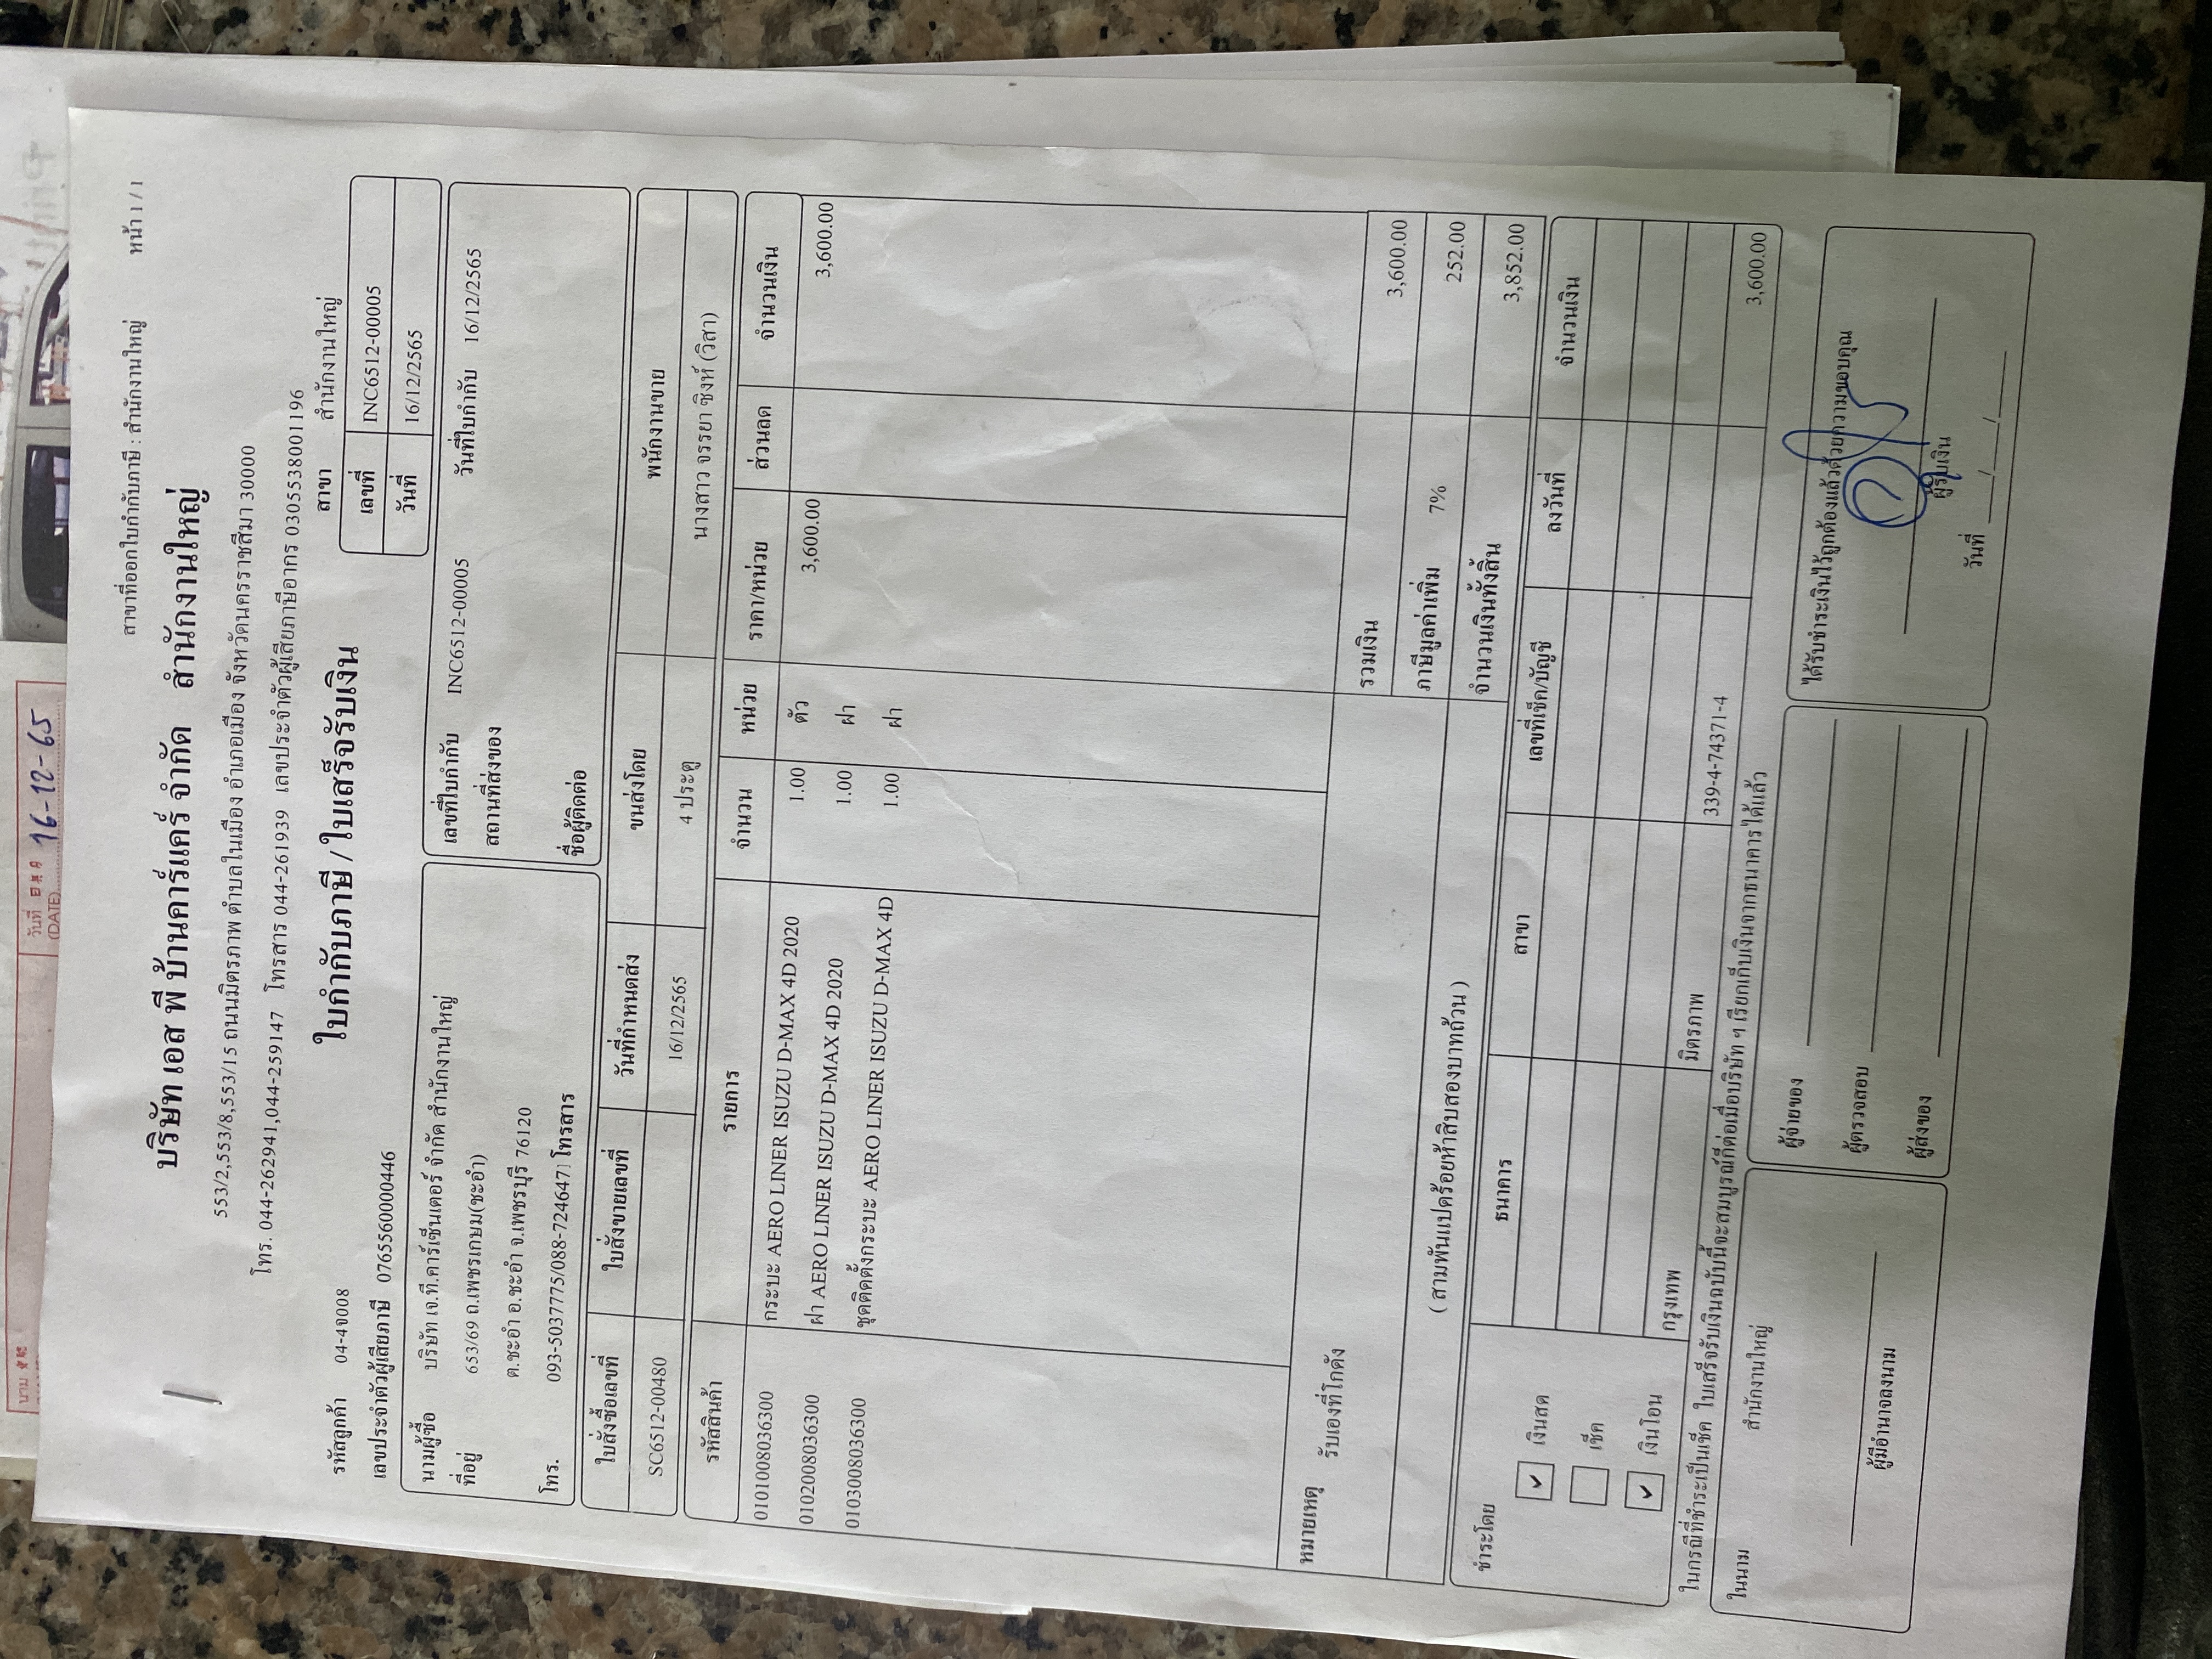 นาม
วันที่
(DATE) 16-12-65
สาขาที่ออกใบกำกับภาษี : สำนักงานใหญ่ หน้า 1 / 1
บริษัท เอส พี บ้านคาร์แคร์ จำกัด สำนักงานใหญ่
553/2,553/8,553/15 ถนนมิตรภาพ ตำบลในเมือง อำเภอเมือง จังหวัดนครราชสีมา 30000
โทร. 044-262941,044-259147 โทรสาร 044-261939 เลขประจำตัวผู้เสียภาษีอากร 0305538001196
ใบกำกับภาษี / ใบเสร็จรับเงิน
สาขา สำนักงานใหญ่
รหัสลูกค้า 04-40008
เลขที่ INC6512-00005
เลขประจำตัวผู้เสียภาษี 0765560000446
วันที่ 16/12/2565
นามผู้ซื้อ บริษัท เจ.ที.คาร์เซ็นเตอร์ จำกัด สำนักงานใหญ่
เลขที่ใบกำกับ INC6512-00005 วันที่ใบกำกับ 16/12/2565
ที่อยู่ 653/69 ถ.เพชรเกษม(ชะอำ)
สถานที่ส่งของ
ต.ชะอำ อ.ชะอำ จ.เพชรบุรี 76120
โทร. 093-5037775/088-7246471 โทรสาร
ชื่อผู้ติดต่อ
ใบสั่งซื้อเลขที่ ใบสั่งขายเลขที่ วันที่กำหนดส่ง ขนส่งโดย พนักงานขาย
SC6512-00480 16/12/2565 4 ประตู นางสาว จรรยา ซิงห์ (วิสา)
รหัสสินค้า รายการ จำนวน หน่วย ราคา/หน่วย ส่วนลด จำนวนเงิน
0101008036300 กระบะ AERO LINER ISUZU D-MAX 4D 2020 1.00 ตัว 3,600.00 3,600.00
0102008036300 ฝา AERO LINER ISUZU D-MAX 4D 2020 1.00 ฝา
0103008036300 ชุดติดตั้งกระบะ AERO LINER ISUZU D-MAX 4D 1.00 ฝา
หมายเหตุ รับเองที่โกดัง
รวมเงิน 3,600.00
ภาษีมูลค่าเพิ่ม 7% 252.00
( สามพันแปดร้อยห้าสิบสองบาทถ้วน ) จำนวนเงินทั้งสิ้น 3,852.00
ชำระโดย ธนาคาร สาขา เลขที่เช็ค/บัญชี ลงวันที่ จำนวนเงิน
เงินสด
เช็ค
เงินโอน กรุงเทพ มิตรภาพ 339-4-74371-4 3,600.00
ในกรณีที่ชำระเป็นเช็ค ใบเสร็จรับเงินฉบับนี้จะสมบูรณ์ก็ต่อเมื่อบริษัท ฯ เรียกเก็บเงินจากธนาคารได้แล้ว
ในนาม สำนักงานใหญ่
ผู้มีอำนาจลงนาม
ผู้จ่ายของ
ผู้ตรวจสอบ
ผู้ส่งของ
ได้รับชำระเงินไว้ถูกต้องแล้วด้วยความขอบคุณ
ผู้รับเงิน
วันที่ ____/____/____